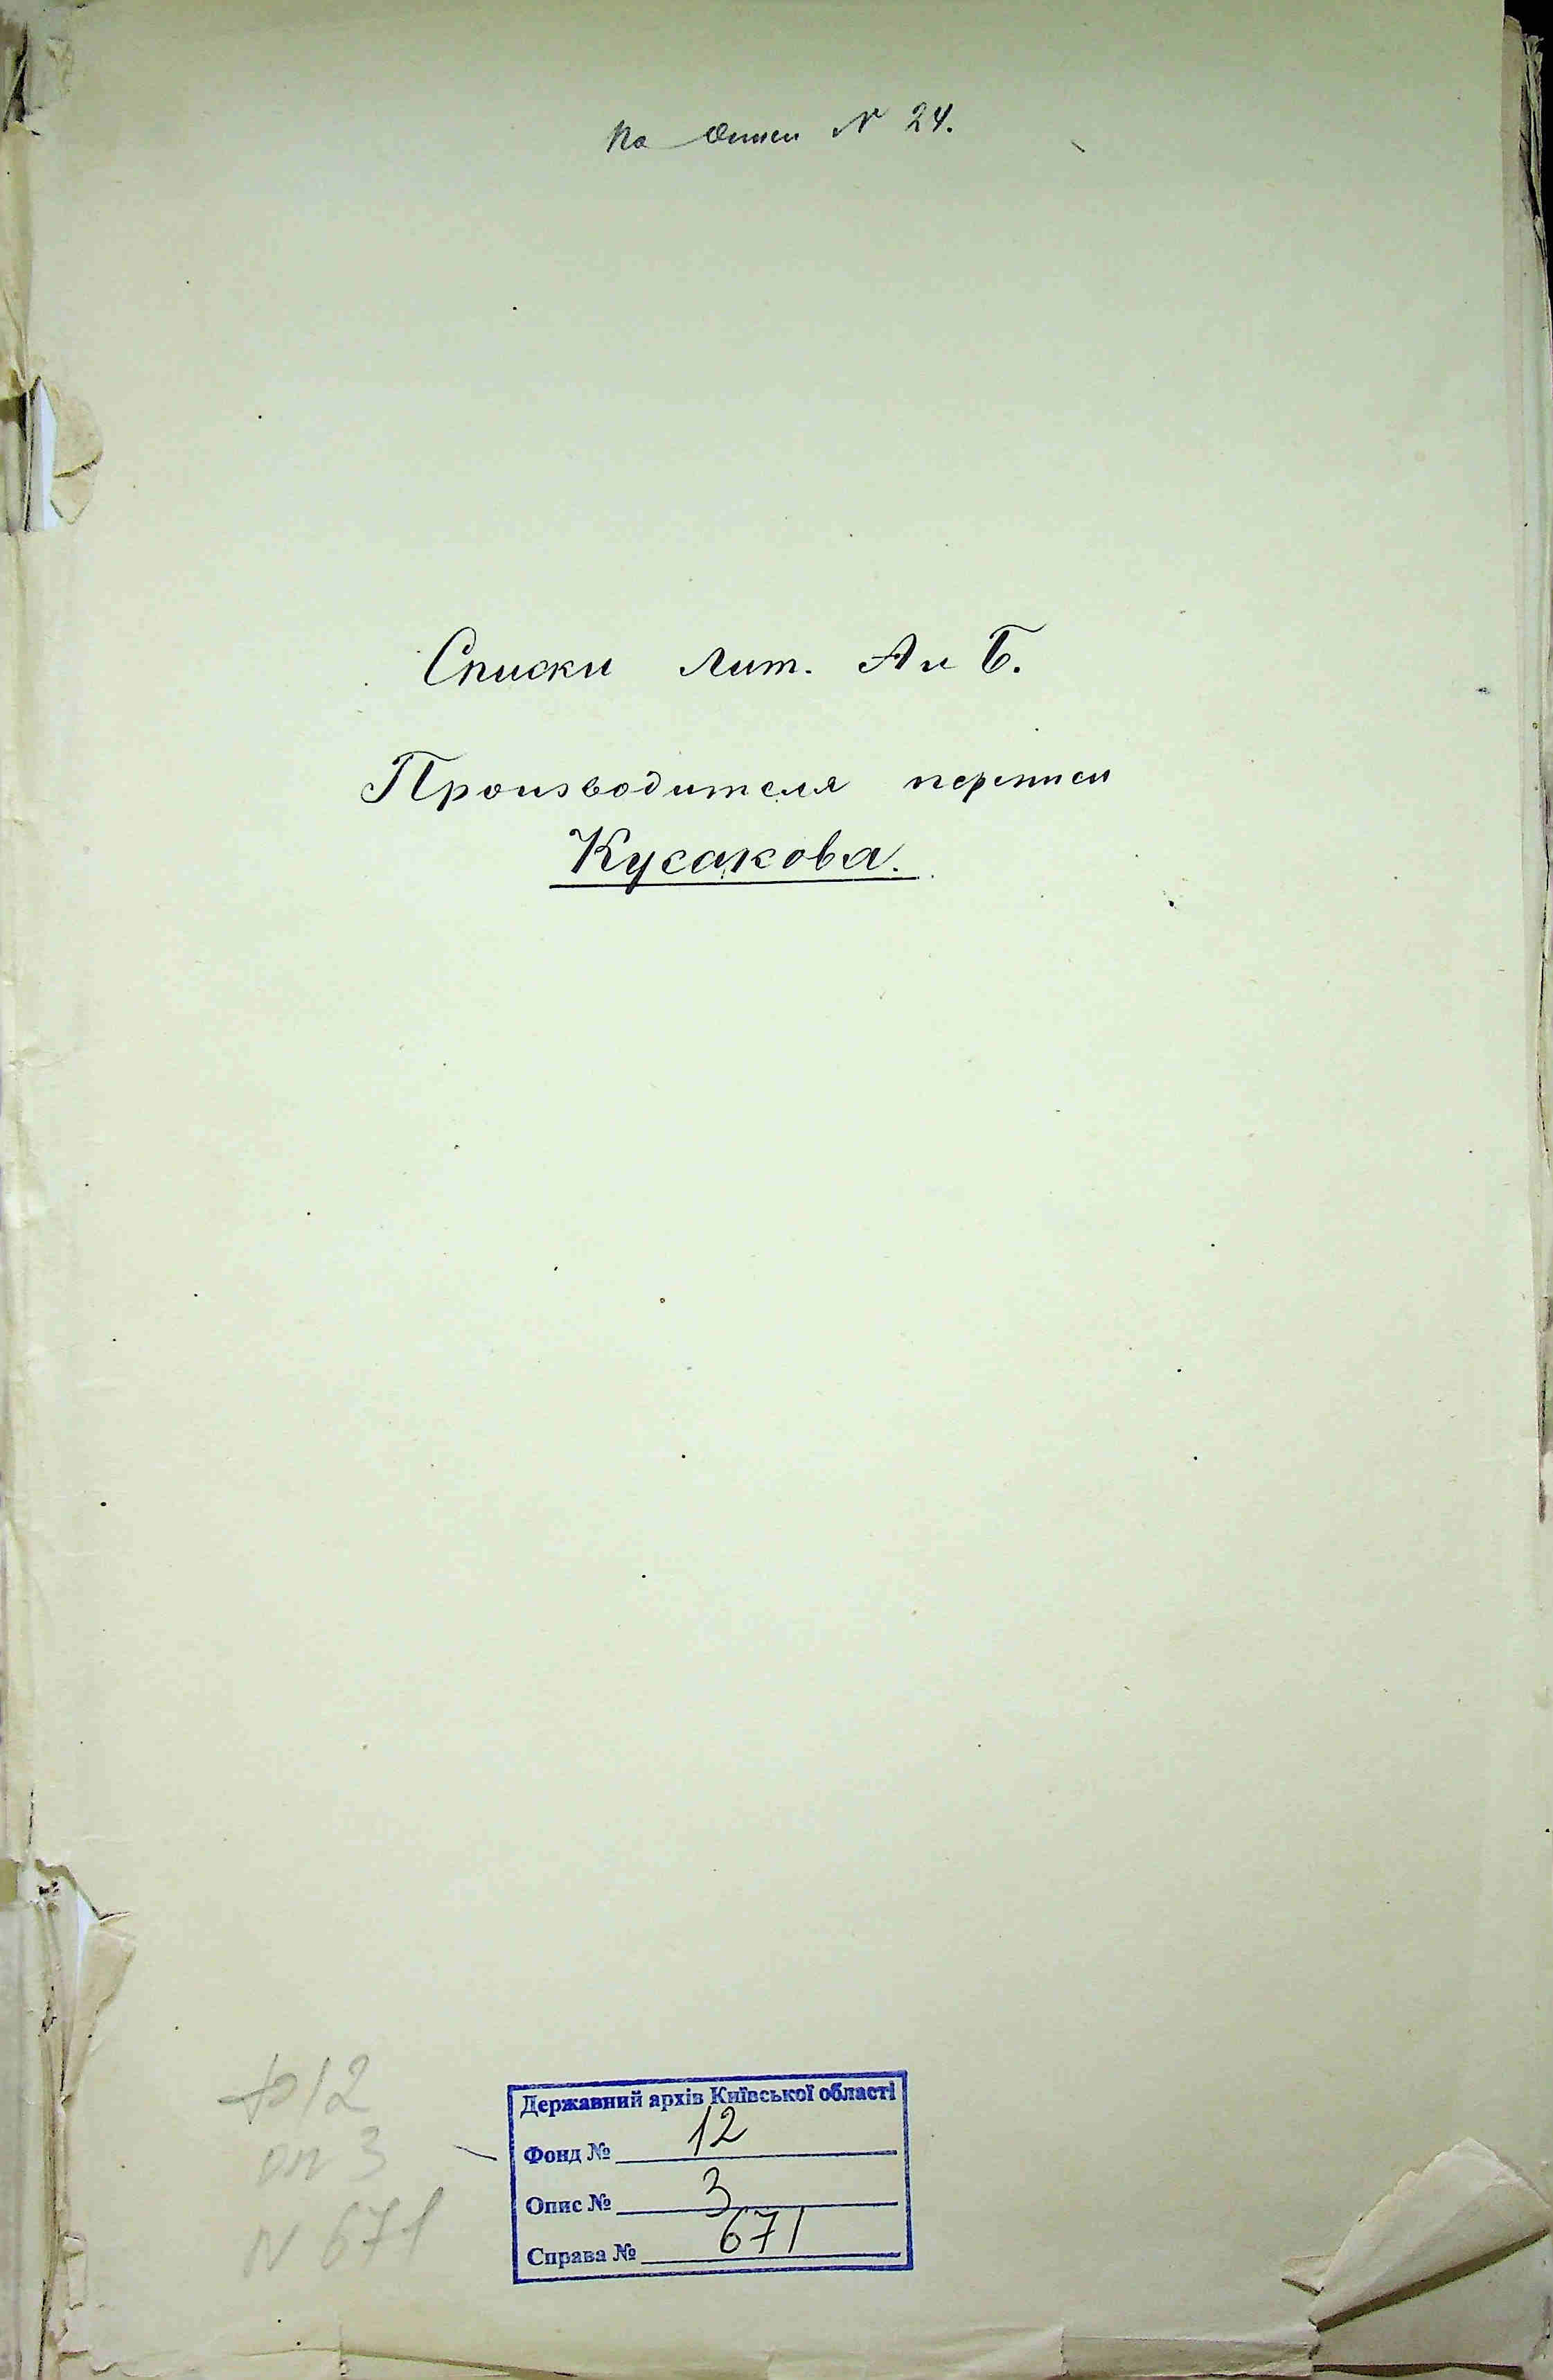 По описи № 24.
Списки лит. А и Б.
Производителя переписи
Кусакова.
ф 12
оп 3
N 671
Державний архів Київської області
Фонд № 12
Опис № 3
Справа № 671